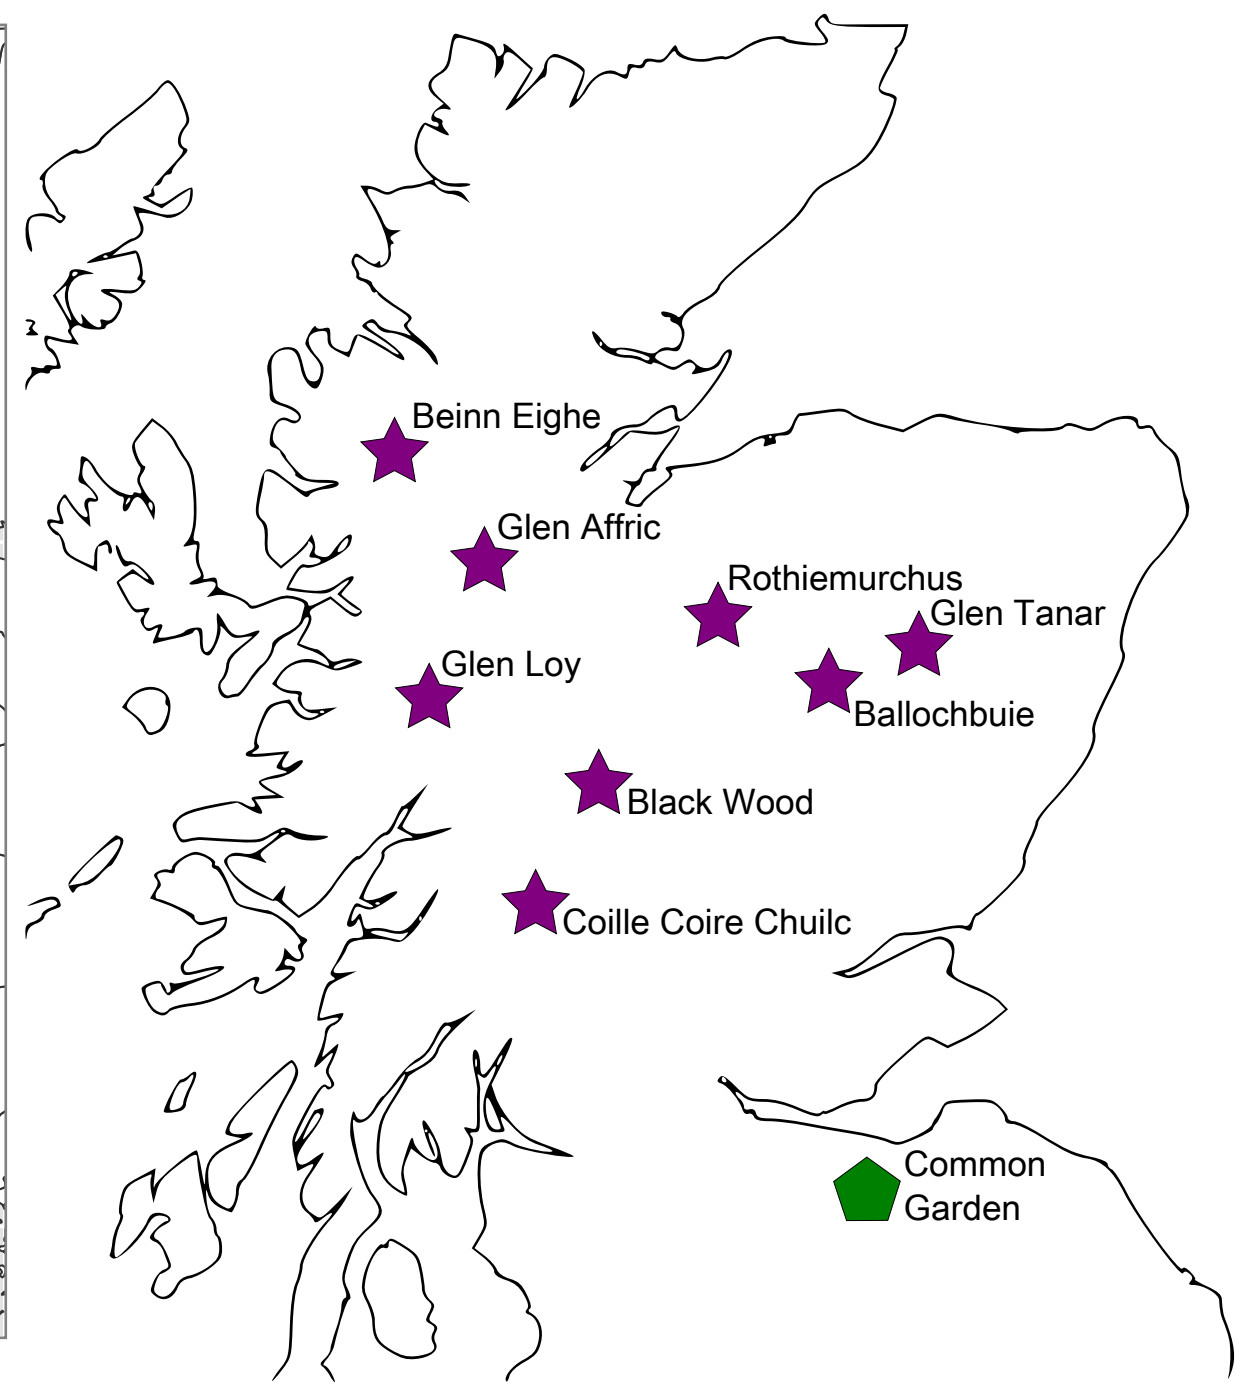 Beinn Eighe
Glen Affric
Rothiemurchus
Glen Tanar
Glen Loy
Ballochbuie
Black Wood
Coille Coire Chuilc
Common
Garden